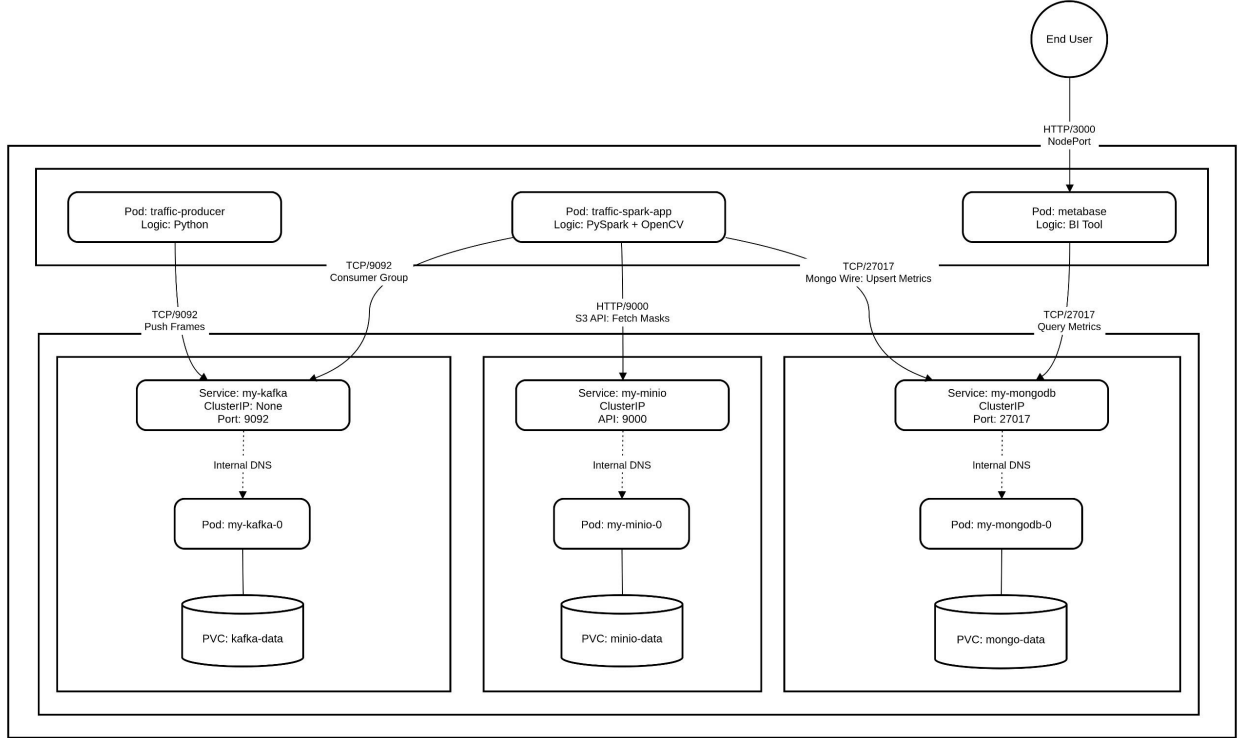 End User
HTTP/3000
NodePort
Pod: traffic-producer
Logic: Python
Pod: traffic-spark-app
Logic: PySpark + OpenCV
Pod: metabase
Logic: BI Tool
TCP/9092
Consumer Group
TCP/27017
Mongo Wire: Upsert Metrics
TCP/9092
Push Frames
HTTP/9000
S3 API: Fetch Masks
TCP/27017
Query Metrics
Service: my-kafka
ClusterIP: None
Port: 9092
Service: my-minio
ClusterIP
API: 9000
Service: my-mongodb
ClusterIP
Port: 27017
Internal DNS
Internal DNS
Internal DNS
Pod: my-kafka-0
Pod: my-minio-0
Pod: my-mongodb-0
PVC: kafka-data
PVC: minio-data
PVC: mongo-data